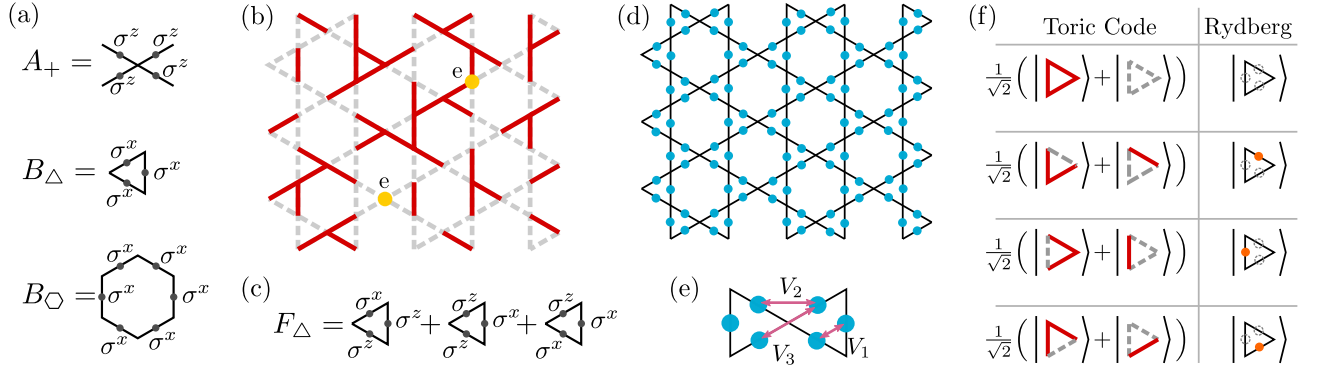 (a)
A₊ =
σᶻ σᶻ
σᶻ σᶻ
B△ =
σˣ
σˣ
σˣ
B⬡ =
σˣ σˣ
σˣ σˣ
σˣ σˣ
(b)
e
e
(c)
F△ =
σˣ
σᶻ
σᶻ
+
σᶻ
σˣ
σᶻ
+
σᶻ
σˣ
σˣ
(d)
(e)
V₂
V₃
V₁
(f)
Toric Code Rydberg
1/√2 (| ⟩+| ⟩) | ⟩
1/√2 (| ⟩+| ⟩) | ⟩
1/√2 (| ⟩+| ⟩) | ⟩
1/√2 (| ⟩+| ⟩) | ⟩